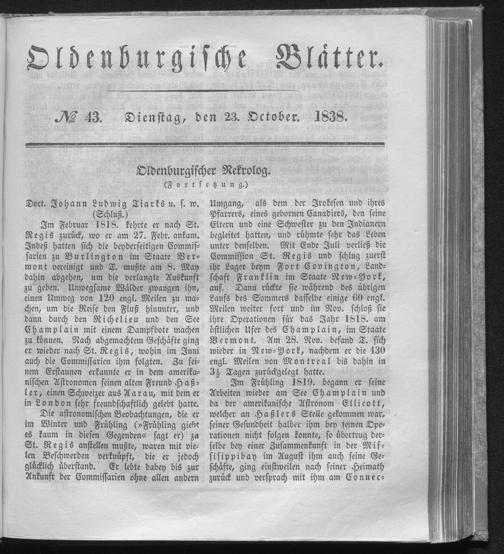 Oldenburgische Blätter.
№ 43. Dienstag, den 23. October. 1838.
Oldenburgischer Nekrolog.
(Fortsetzung.)
Doct. Johann Ludwig Tiarks u. s. w.
(Schluß.)
Im Februar 1818. kehrte er nach St.
Regis zurück, wo er am 27. Febr. ankam.
Indeß hatten sich die beyderseitigen Commis-
sarien zu Burlington im Staate Ver-
mont vereinigt und T. mußte am 8. May
dahin abgehen, um die verlangte Auskunft
zu geben. Unwegsame Wälder zwangen ihn,
einen Umweg von 120 engl. Meilen zu ma-
chen, um die Reise den Fluß hinunter, und
dann durch den Richelieu und den See
Champlain mit einem Dampfbote machen
zu können. Nach abgemachtem Geschäfte ging
er wieder nach St. Regis, wohin im Juni
auch die Commissarien ihm folgten. Zu sei-
nem Erstaunen erkannte er in dem amerika-
nischen Astronomen seinen alten Freund Haß-
ler, einen Schweizer aus Aarau, mit dem er
in London sehr freundschaftlich gelebt hatte.
Die astronomischen Beobachtungen, die er
im Winter und Frühling (»Frühling giebt
es kaum in diesen Gegenden« sagt er) zu
St. Regis anstellen mußte, waren mit vie-
len Beschwerden verknüpft, die er jedoch
glücklich überstand. Er lebte dabey bis zur
Ankunft der Commissarien ohne allen andern
Umgang, als dem der Irokesen und ihres
Pfarrers, eines gebornen Canadiers, den seine
Eltern und eine Schwester zu den Indianern
begleitet hatten, und rühmte sehr das Leben
unter denselben. Mit Ende Juli verließ die
Commission St. Regis und schlug zuerst
ihr Lager beym Fort Covington, Land-
schaft Franklin im Staate New-York,
auf. Dann rückte sie während des übrigen
Laufs des Sommers dasselbe einige 60 engl.
Meilen weiter fort und im Nov. schloß sie
ihre Operationen für das Jahr 1818. am
östlichen Ufer des Champlain, im Staate
Vermont. Am 28. Nov. befand T. sich
wieder in New-York, nachdem er die 430
engl. Meilen von Montreal bis dahin in
3½ Tagen zurückgelegt hatte.
Im Frühling 1819. begann er seine
Arbeiten wieder am See Champlain und
da der amerikanische Astronom Ellicott,
welcher an Haßlers Stelle gekommen war,
seiner Gesundheit halber ihm bey seinen Ope-
rationen nicht folgen konnte, so übertrug der-
selbe bey einer Zusammenkunft in der Mis-
sisippibay im August ihm auch seine Ge-
schäfte, ging einstweilen nach seiner Heimath
zurück und versprach mit ihm am Connec-